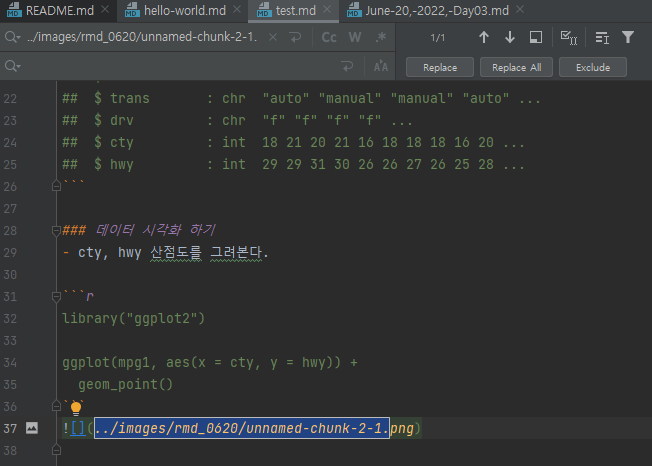 README.md hello-world.md test.md June-20,-2022,-Day03.md
../images/rmd_0620/unnamed-chunk-2-1. Cc W .* 1/1
Replace Replace All Exclude
22 ## $ trans : chr "auto" "manual" "manual" "auto" ...
23 ## $ drv : chr "f" "f" "f" "f" ...
24 ## $ cty : int 18 21 20 21 16 18 18 18 16 20 ...
25 ## $ hwy : int 29 29 31 30 26 26 27 26 25 28 ...
26 ```
27
28 ### 데이터 시각화 하기
29 - cty, hwy 산점도를 그려본다.
30
31 ```r
32 library("ggplot2")
33
34 ggplot(mpg1, aes(x = cty, y = hwy)) +
35 geom_point()
36 ```
37 ![](../images/rmd_0620/unnamed-chunk-2-1.png)
38